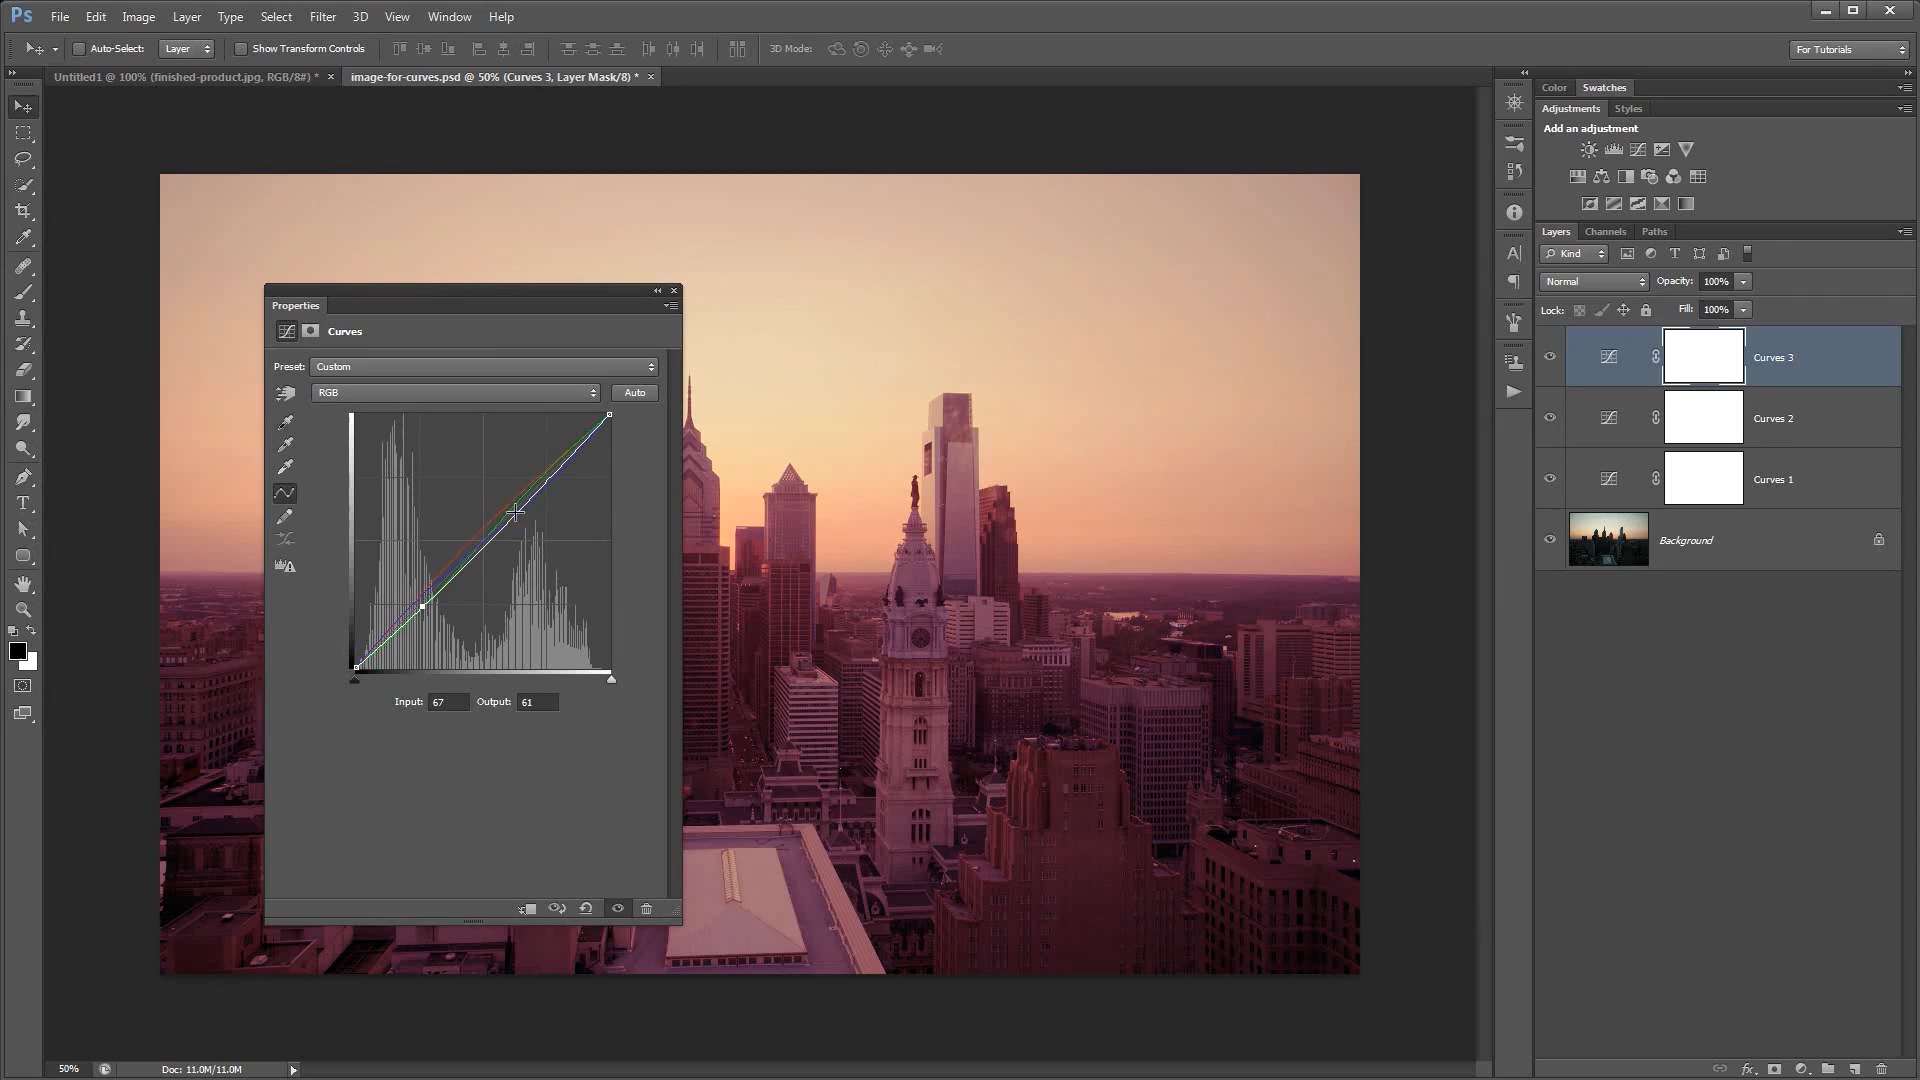 Ps File Edit Image Layer Type Select Filter 3D View Window Help
Auto-Select: Layer Show Transform Controls 3D Mode: For Tutorials
Untitled1 @ 100% (finished-product.jpg, RGB/8#) * × image-for-curves.psd @ 50% (Curves 3, Layer Mask/8) * ×
Color Swatches
Adjustments Styles
Add an adjustment
Layers Channels Paths
Kind
Normal Opacity: 100%
Lock: Fill: 100%
Curves 3
Curves 2
Curves 1
Background
Properties
Curves
Preset: Custom
RGB Auto
Input: 67 Output: 61
50% Doc: 11.0M/11.0M